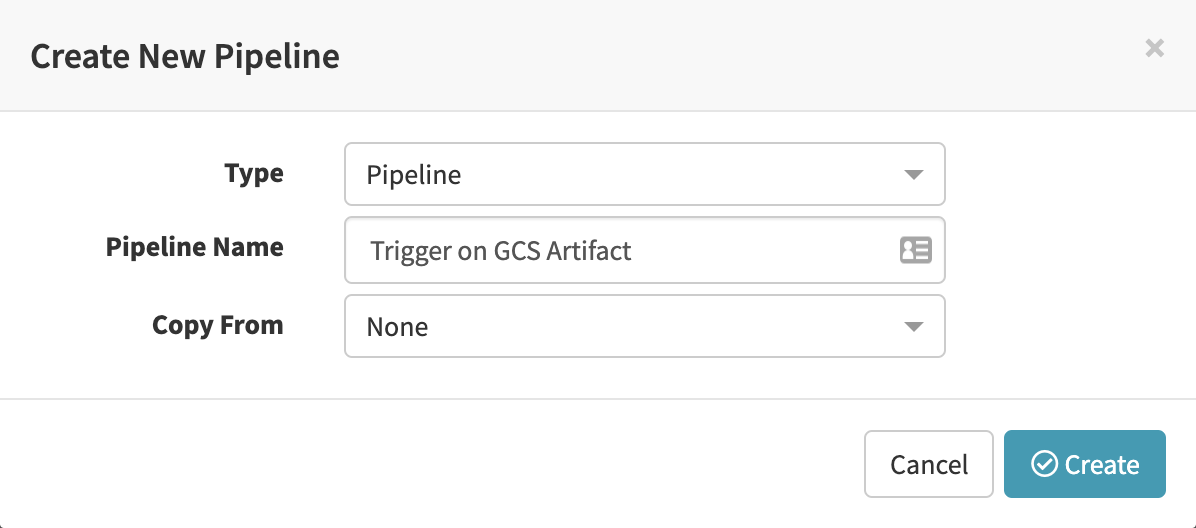 Create New Pipeline
Type
Pipeline
Pipeline Name
Trigger on GCS Artifact
Copy From
None
Cancel
Create